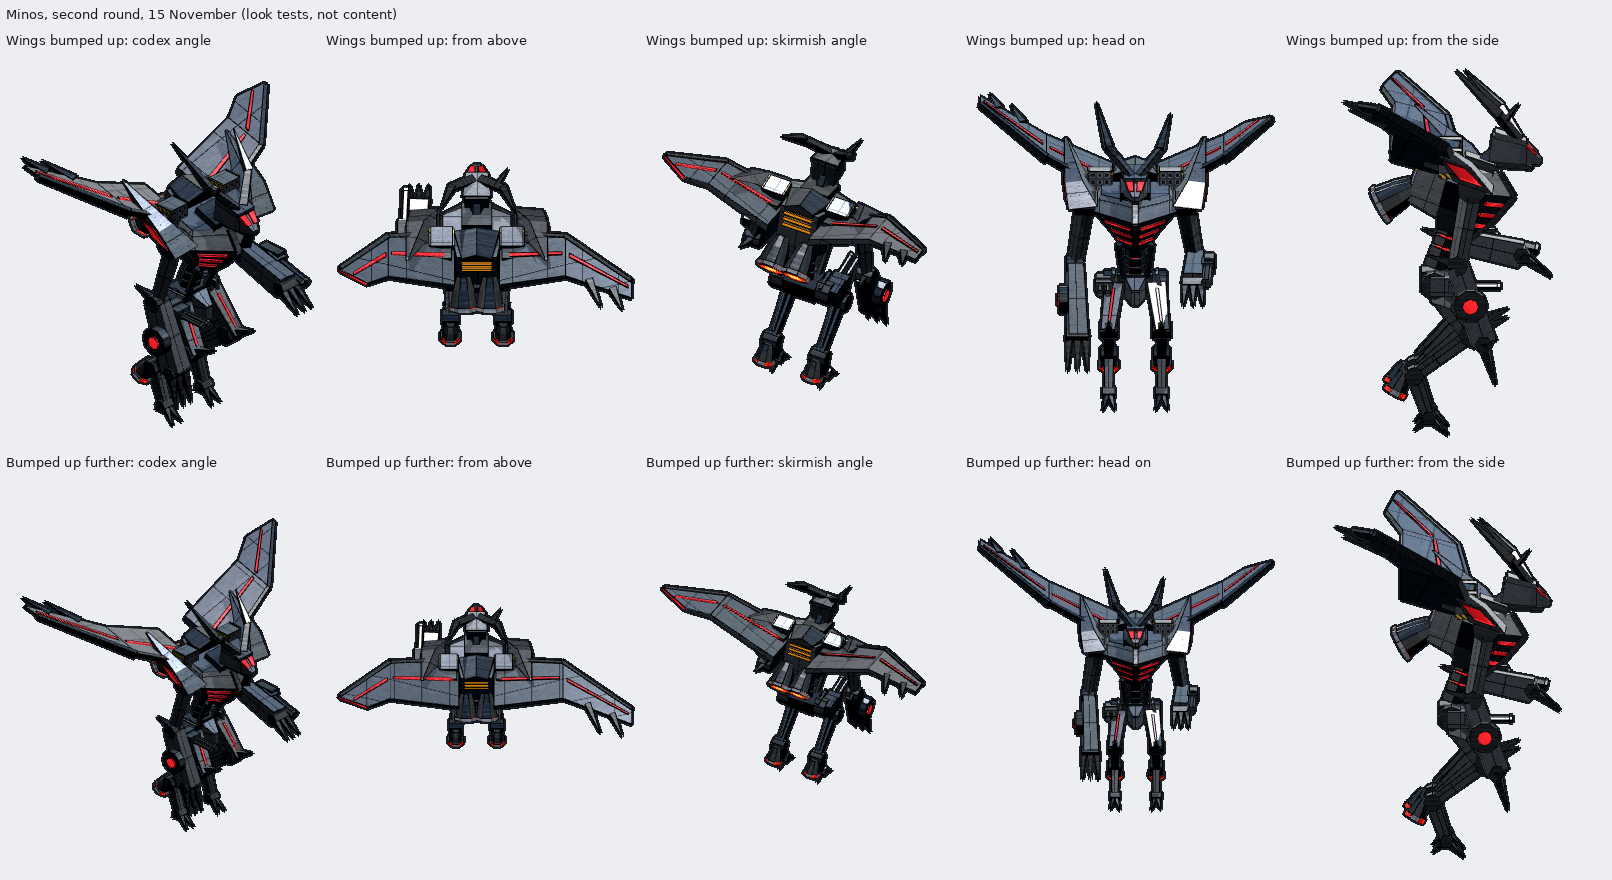 Minos, second round, 15 November (look tests, not content)
Wings bumped up: codex angle
Wings bumped up: from above
Wings bumped up: skirmish angle
Wings bumped up: head on
Wings bumped up: from the side
Bumped up further: codex angle
Bumped up further: from above
Bumped up further: skirmish angle
Bumped up further: head on
Bumped up further: from the side